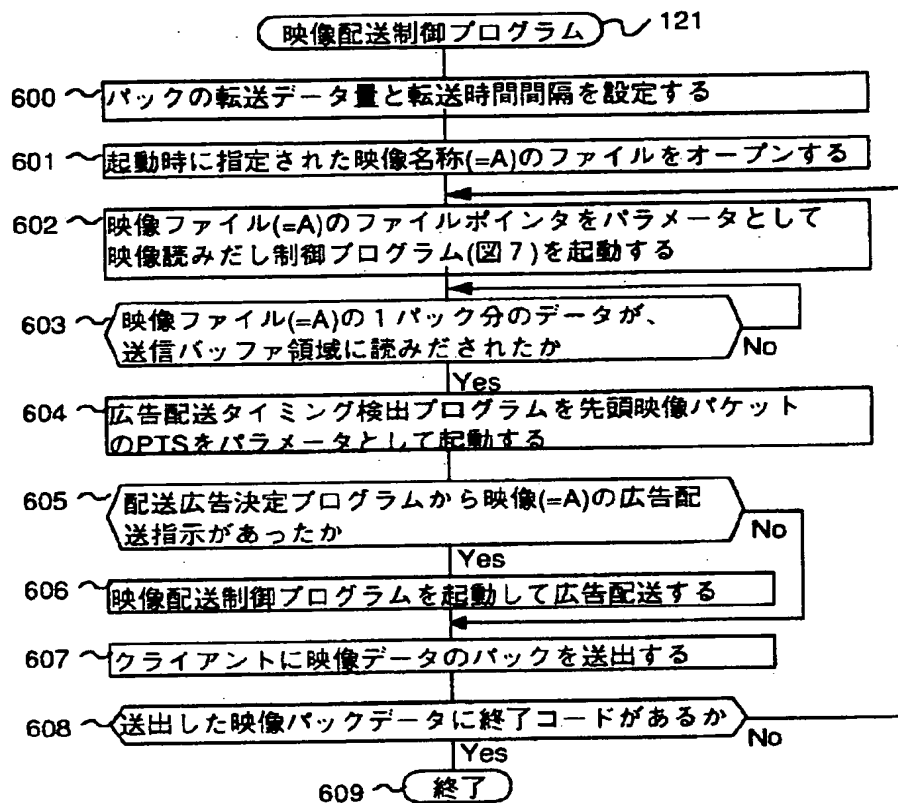 映像配送制御プログラム
121
600
パックの転送データ量と転送時間間隔を設定する
601
起動時に指定された映像名称(=A)のファイルをオープンする
602
映像ファイル(=A)のファイルポインタをパラメータとして
映像読みだし制御プログラム(図7)を起動する
603
映像ファイル(=A)の1パック分のデータが、
送信バッファ領域に読みだされたか
No
Yes
604
広告配送タイミング検出プログラムを先頭映像パケット
のPTSをパラメータとして起動する
605
配送広告決定プログラムから映像(=A)の広告配
送指示があったか
No
Yes
606
映像配送制御プログラムを起動して広告配送する
607
クライアントに映像データのパックを送出する
608
送出した映像パックデータに終了コードがあるか
No
Yes
609
終了